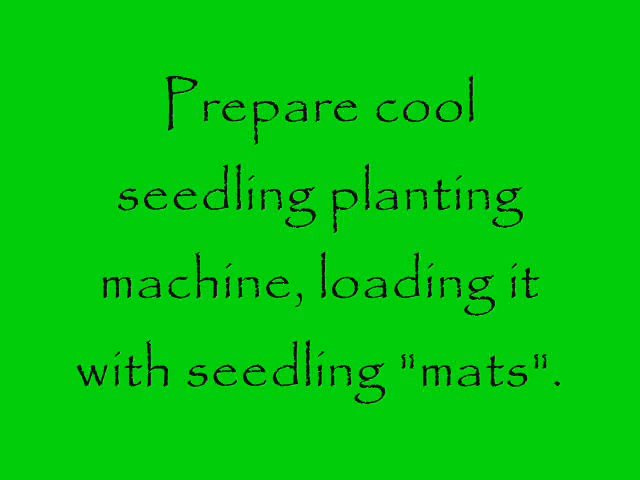 Prepare cool
seedling planting
machine, loading it
with seedling "mats".